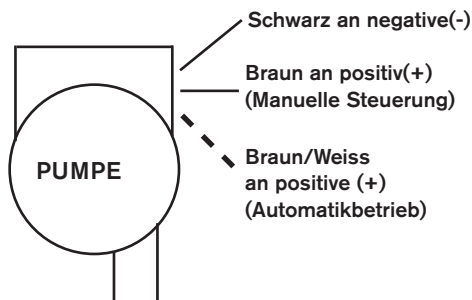 Schwarz an negative(-)
Braun an positiv(+)
(Manuelle Steuerung)
PUMPE
Braun/Weiss
an positive (+)
(Automatikbetrieb)